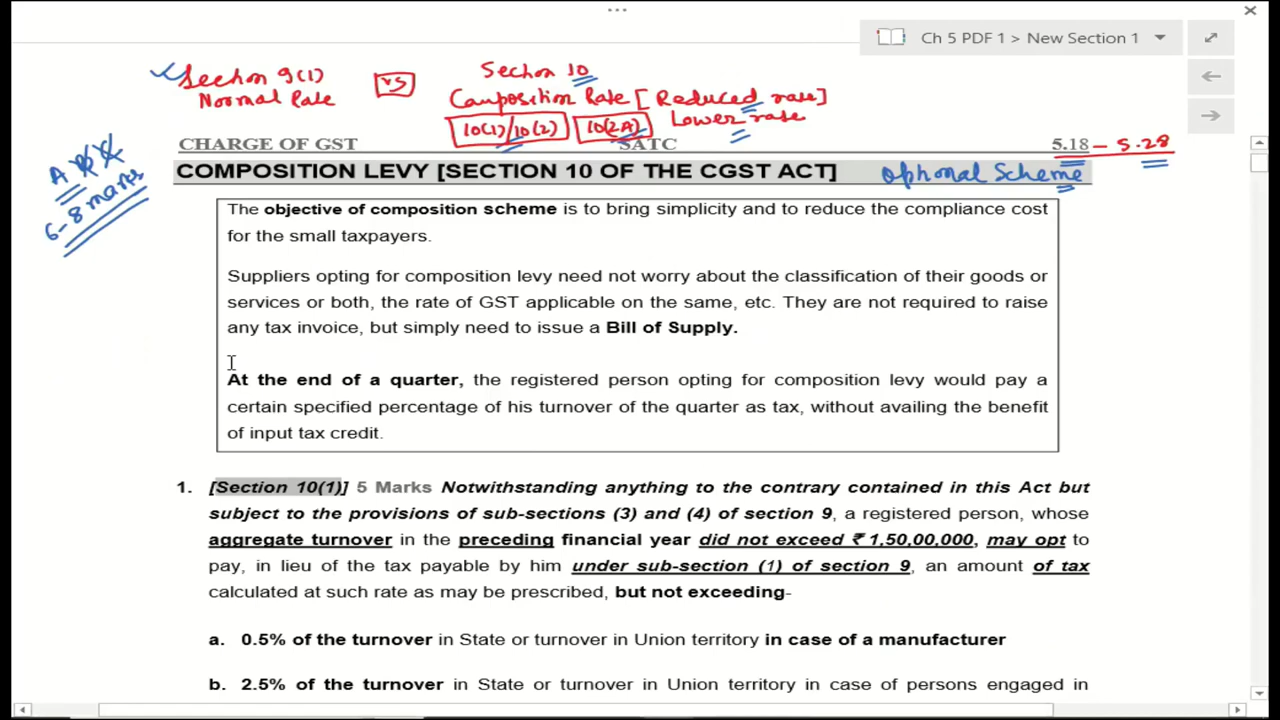 Ch 5 PDF 1 > New Section 1
Section 9(1) VS Section 10
Normal Rate Composition Rate [Reduced rate]
10(1)/10(2) 10(2A) Lower rate
CHARGE OF GST SATC 5.18 - 5.28
COMPOSITION LEVY [SECTION 10 OF THE CGST ACT] Optional Scheme
A
6-8 marks
The objective of composition scheme is to bring simplicity and to reduce the compliance cost
for the small taxpayers.
Suppliers opting for composition levy need not worry about the classification of their goods or
services or both, the rate of GST applicable on the same, etc. They are not required to raise
any tax invoice, but simply need to issue a Bill of Supply.
At the end of a quarter, the registered person opting for composition levy would pay a
certain specified percentage of his turnover of the quarter as tax, without availing the benefit
of input tax credit.
1. [Section 10(1)] 5 Marks Notwithstanding anything to the contrary contained in this Act but
subject to the provisions of sub-sections (3) and (4) of section 9, a registered person, whose
aggregate turnover in the preceding financial year did not exceed ₹ 1,50,00,000, may opt to
pay, in lieu of the tax payable by him under sub-section (1) of section 9, an amount of tax
calculated at such rate as may be prescribed, but not exceeding-
a. 0.5% of the turnover in State or turnover in Union territory in case of a manufacturer
b. 2.5% of the turnover in State or turnover in Union territory in case of persons engaged in